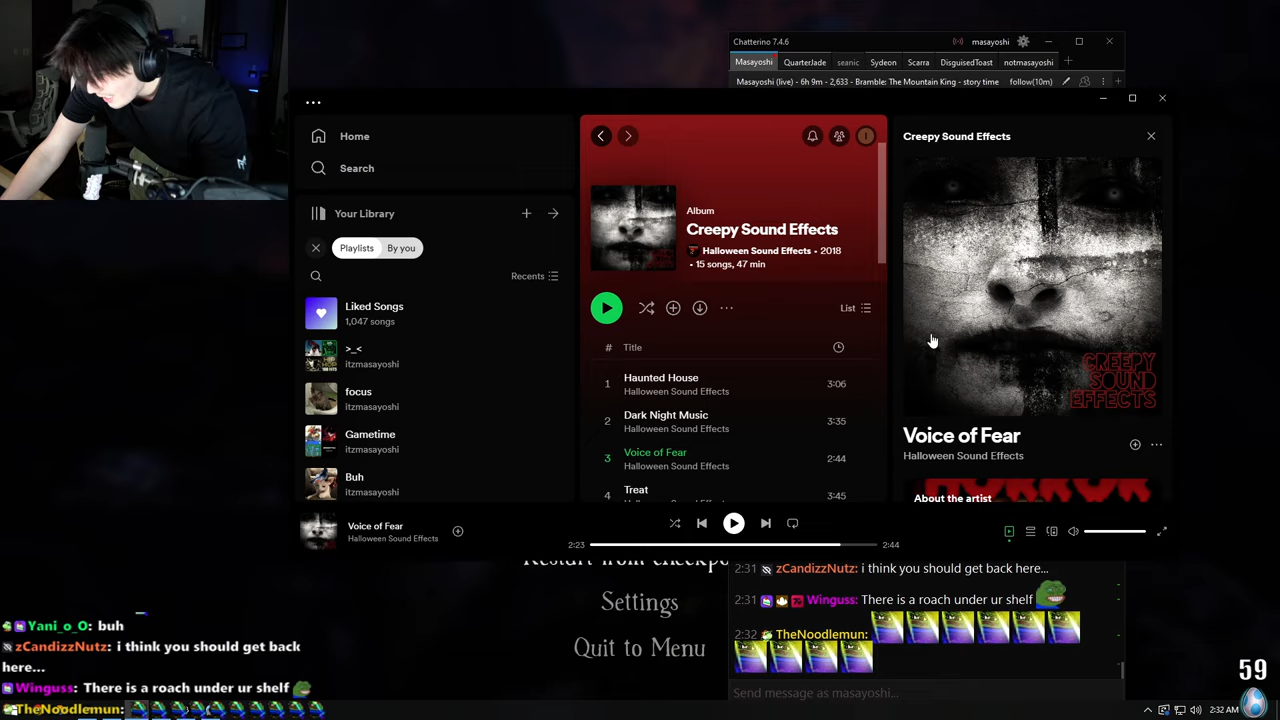 Chatterino 7.4.6
masayoshi
Masayoshi
QuarterJade
seanic
Sydeon
Scarra
DisguisedToast
notmasayoshi
Masayoshi (live) - 6h 9m - 2,633 - Bramble: The Mountain King - story time
follow(10m)
Home
Search
Your Library
Playlists
By you
Recents
Liked Songs
1,047 songs
>_<
itzmasayoshi
focus
itzmasayoshi
Gametime
itzmasayoshi
Buh
itzmasayoshi
Album
Creepy Sound Effects
Halloween Sound Effects • 2018
• 15 songs, 47 min
List
# Title
1 Haunted House 3:06
Halloween Sound Effects
2 Dark Night Music 3:35
Halloween Sound Effects
3 Voice of Fear 2:44
Halloween Sound Effects
4 Treat 3:45
Creepy Sound Effects
CREEPY
SOUND
EFFECTS
Voice of Fear
Halloween Sound Effects
HORROR
About the artist
Voice of Fear
Halloween Sound Effects
2:23
2:44
Restart from checkpo
Settings
Quit to Menu
2:31 zCandizzNutz: i think you should get back here...
2:31 Winguss: There is a roach under ur shelf
2:32 TheNoodlemun:
Send message as masayoshi...
Yani_o_O: buh
zCandizzNutz: i think you should get back
here...
Winguss: There is a roach under ur shelf
TheNoodlemun:
59
2:32 AM